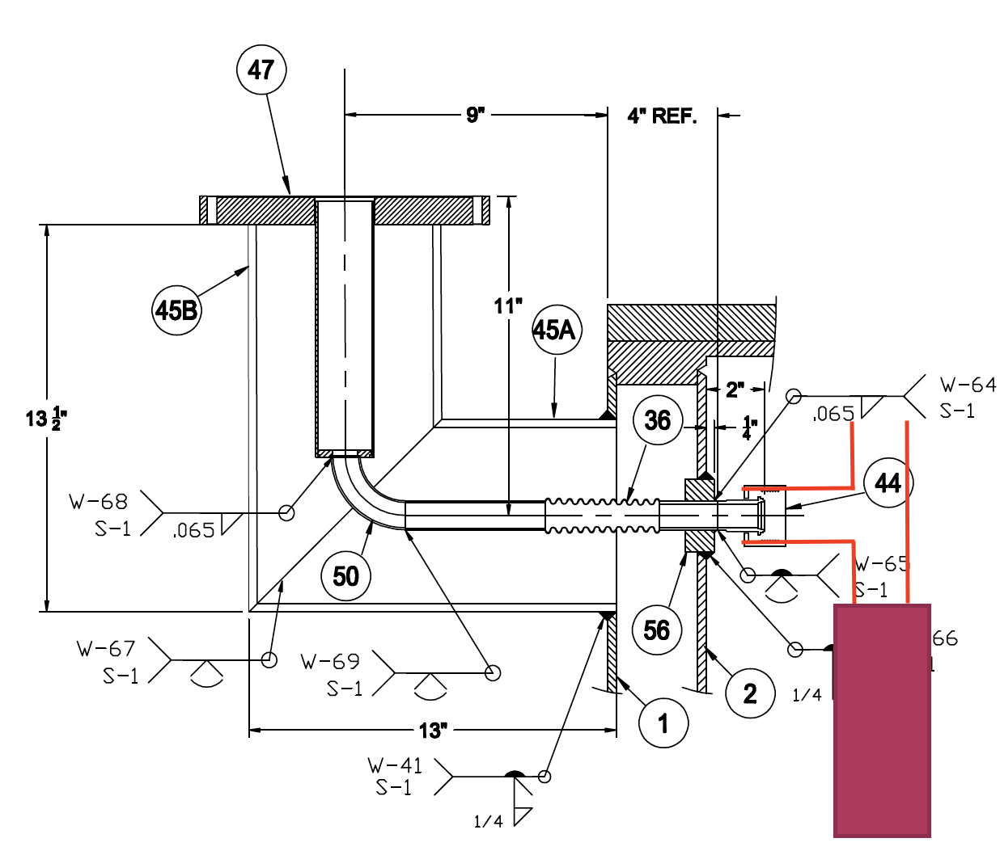 47
9"
4" REF.
45B
11"
45A
13 1/2"
36
2"
1/4"
W-64
.065
S-1
44
W-68
S-1
.065
50
W-65
S-1
56
W-67
S-1
W-69
S-1
66
1/4
2
1
13"
W-41
S-1
1/4